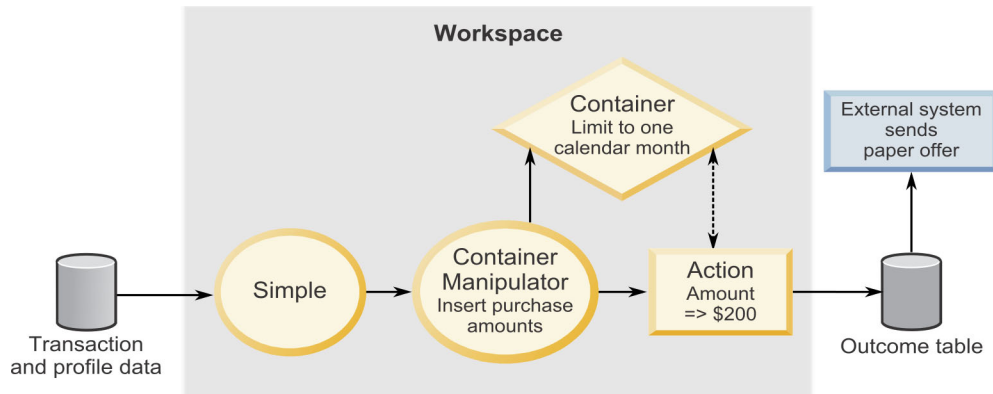 Workspace
Container
Limit to one
calendar month
External system
sends
paper offer
Simple
Container
Manipulator
Insert purchase
amounts
Action
Amount
=> $200
Transaction
and profile data
Outcome table